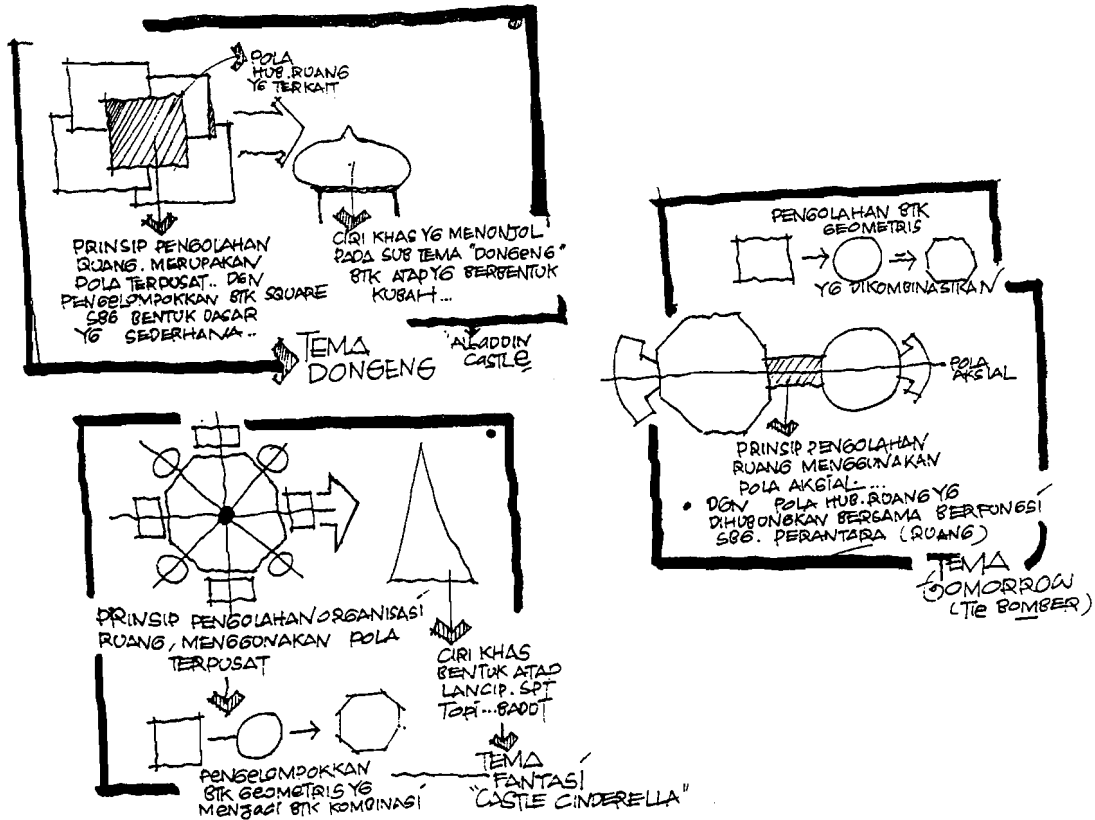 POLA
HUB.RUANG
YG TERKAIT
PRINSIP PENGOLAHAN
RUANG. MERUPAKAN
POLA TERPUSAT.. DGN
PENGELOMPOKKAN BTK SQUARE
SBG BENTUK DASAR
YG SEDERHANA..
CIRI KHAS YG MENONJOL
PADA SUB TEMA "DONGENG"
BTK ATAP YG BERBENTUK
KUBAH...
TEMA
DONGENG
"ALLADDIN
CASTLE
PRINSIP PENGOLAHAN ORGANISASI
RUANG, MENGGUNAKAN POLA
TERPUSAT
CIRI KHAS
BENTUK ATAP
LANCIP. SPT
TOPI...BADUT
PENGELOMPOKKAN
BTK GEOMETRIS YG
MENJADI BTK KOMBINASI
TEMA
FANTASI
"CASTLE CINDERELLA"
PENGOLAHAN BTK
GEOMETRIS
YG DIKOMBINASIKAN
POLA
AKSIAL
PRINSIP PENGOLAHAN
RUANG MENGGUNAKAN
POLA AKSIAL....
• DGN POLA HUB.RUANG YG
DIHUBUNGKAN BERSAMA BERFUNGSI
SBG. PERANTARA (RUANG)
TEMA
TOMORROW
(TIE BOMBER)